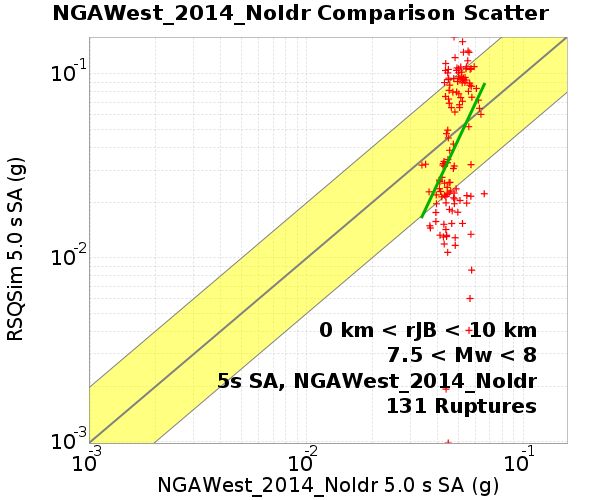 NGAWest_2014_NoIdr Comparison Scatter
RSQSim 5.0 s SA (g)
10-1
10-2
10-3
0 km < rJB < 10 km
7.5 < Mw < 8
5s SA, NGAWest_2014_NoIdr
131 Ruptures
10-3 10-2 10-1
NGAWest_2014_NoIdr 5.0 s SA (g)